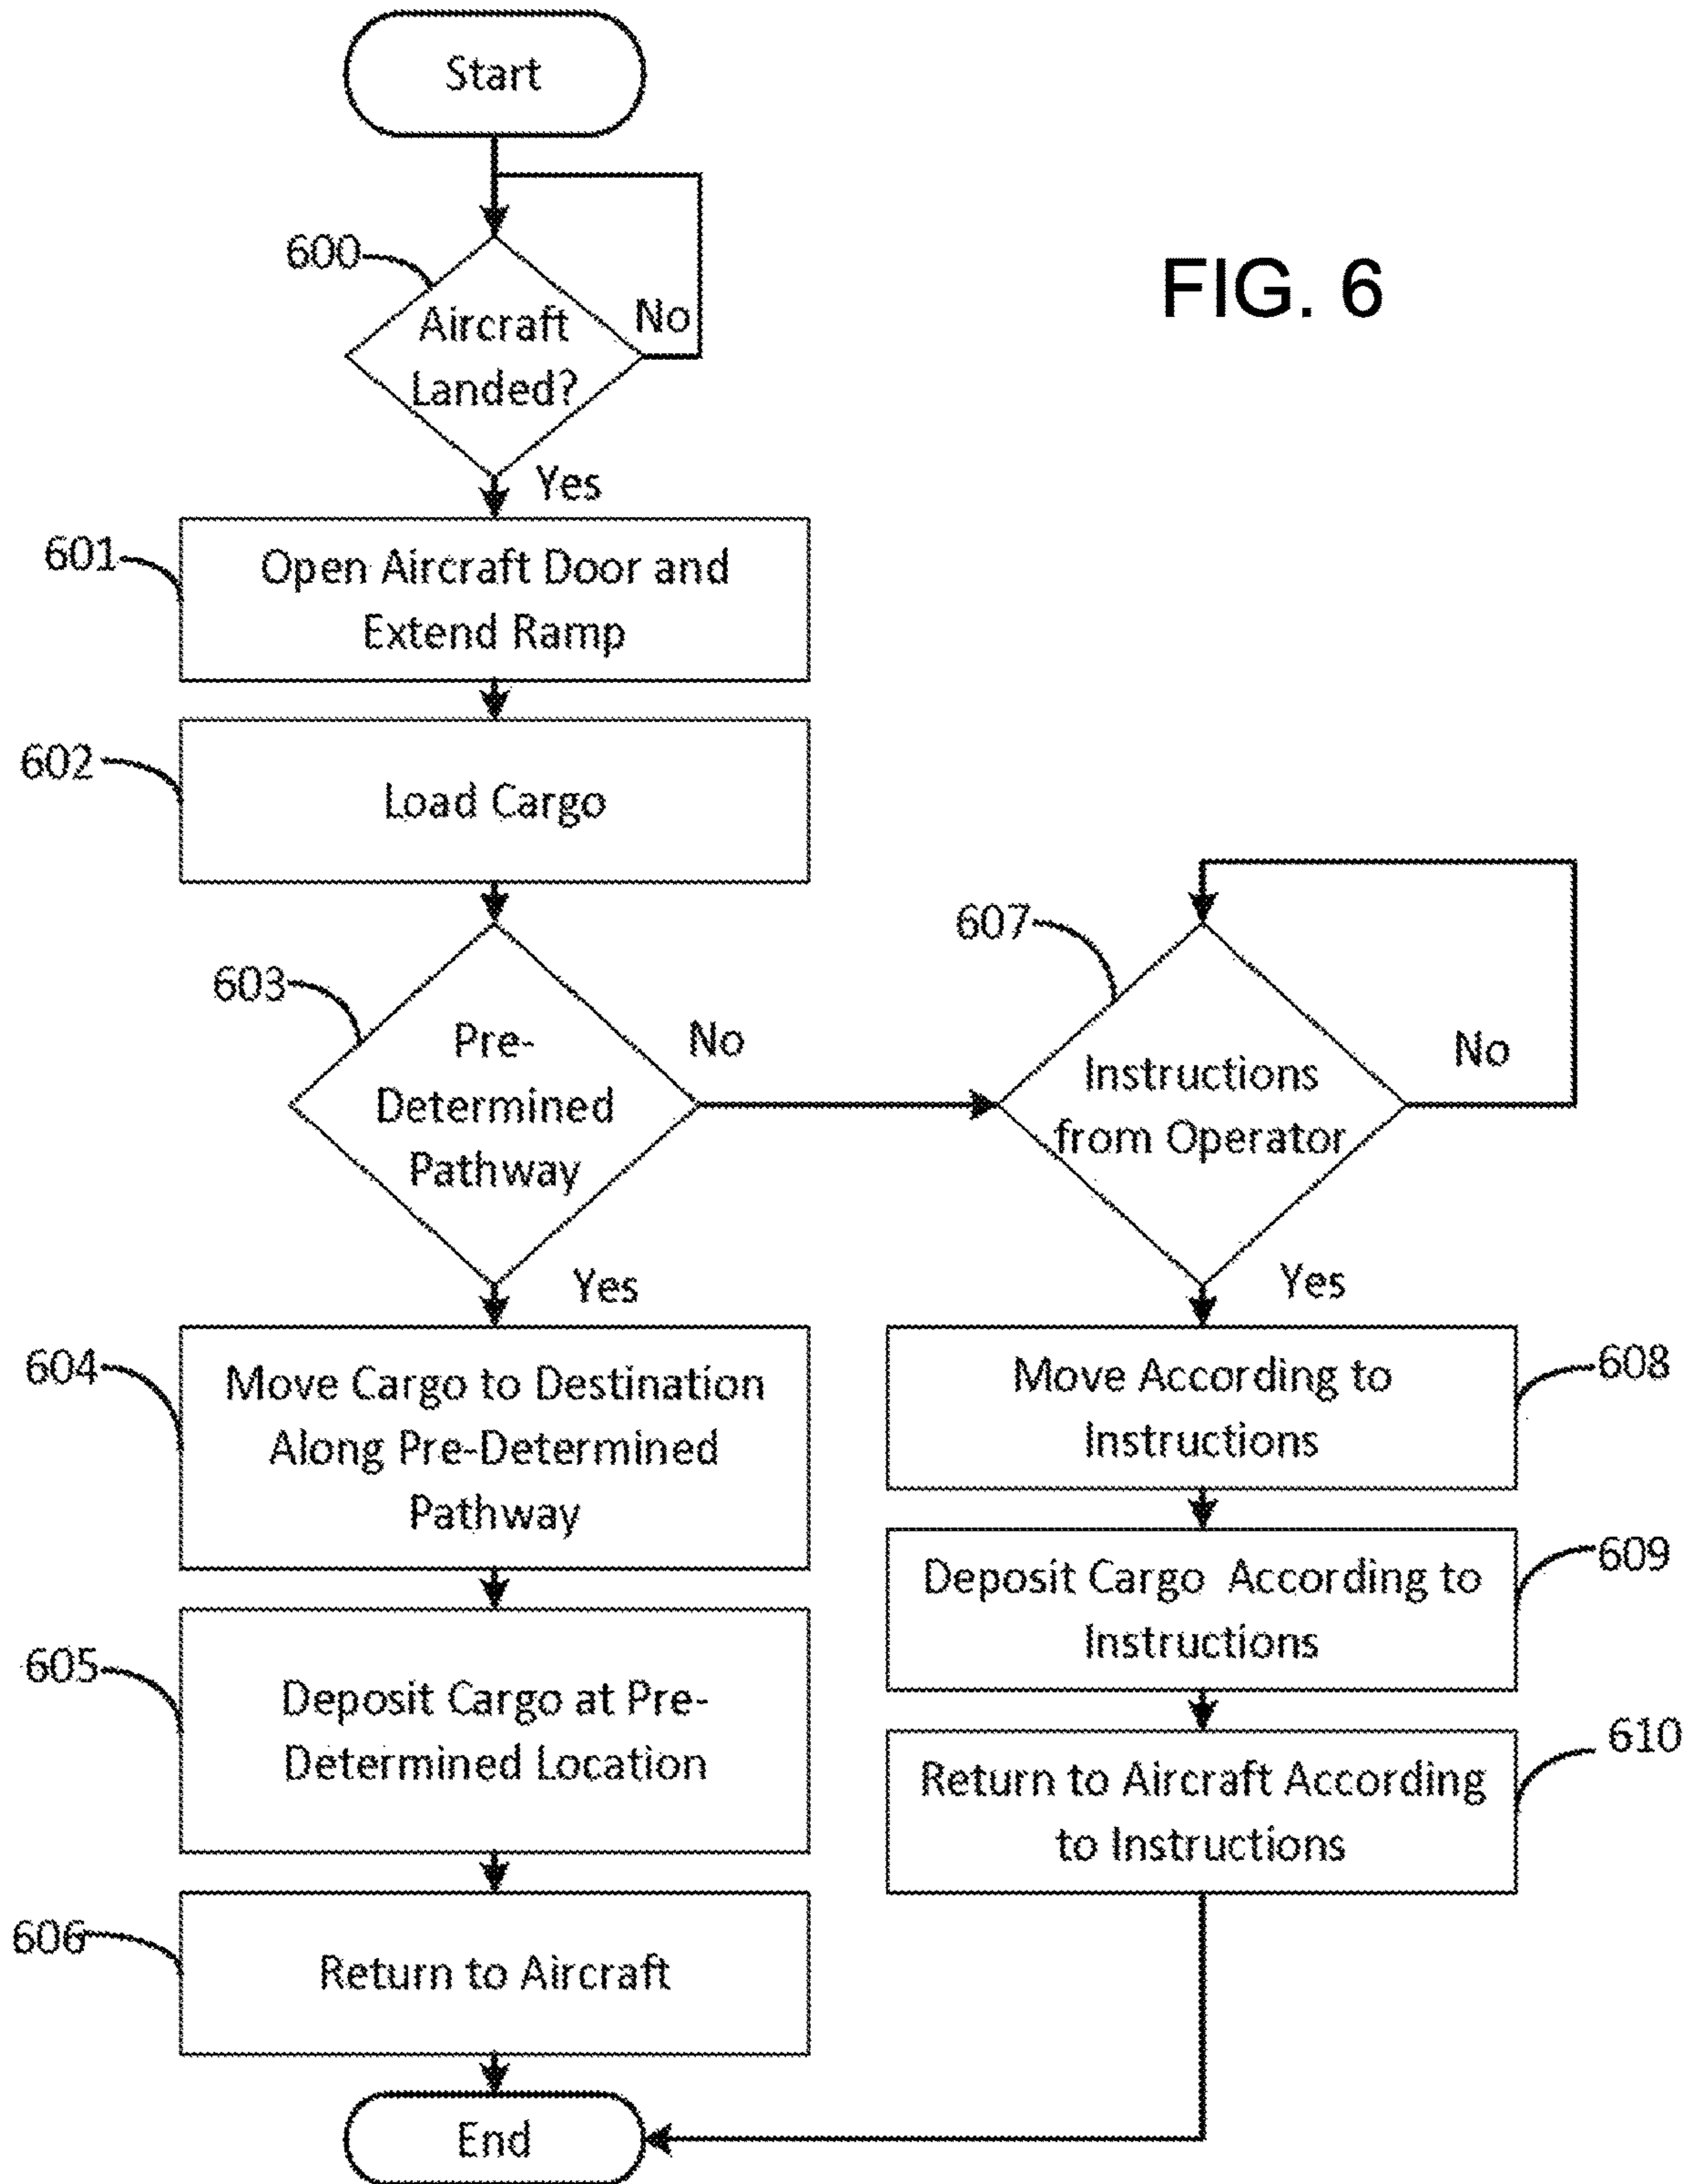 Start
FIG. 6
600
Aircraft
Landed?
No
Yes
601
Open Aircraft Door and
Extend Ramp
602
Load Cargo
603
Pre-
Determined
Pathway
No
Yes
607
Instructions
from Operator
No
Yes
604
Move Cargo to Destination
Along Pre-Determined
Pathway
605
Deposit Cargo at Pre-
Determined Location
606
Return to Aircraft
608
Move According to
Instructions
609
Deposit Cargo According to
Instructions
610
Return to Aircraft According
to Instructions
End